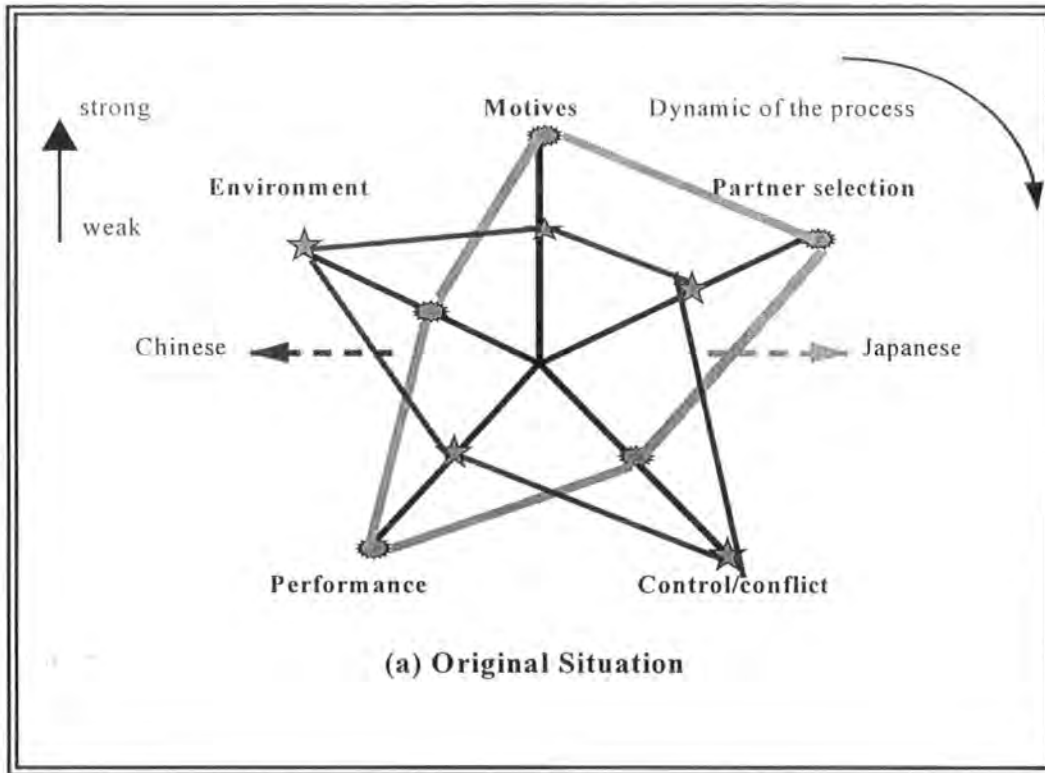 strong
Motives
Dynamic of the process
Environment
Partner selection
weak
Chinese
Japanese
Performance
Control/conflict
(a) Original Situation